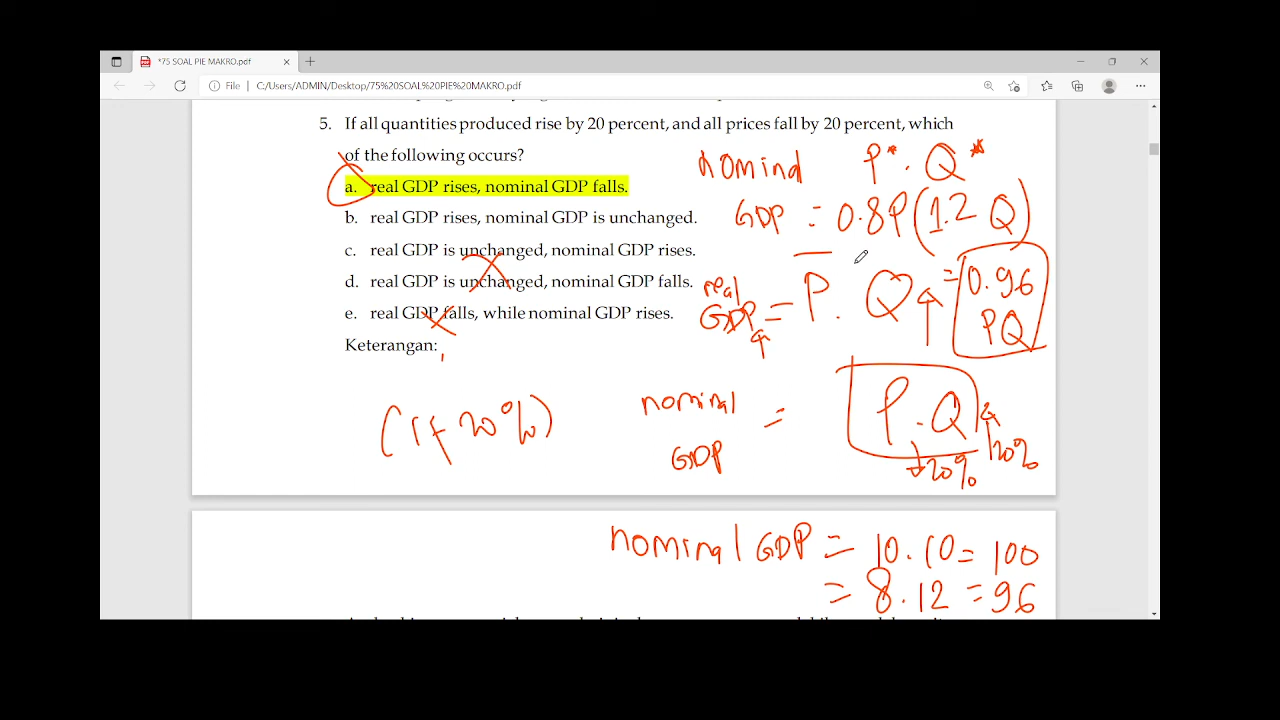 *75 SOAL PIE MAKRO.pdf
File | C:/Users/ADMIN/Desktop/75%20SOAL%20PIE%20MAKRO.pdf
5. If all quantities produced rise by 20 percent, and all prices fall by 20 percent, which
of the following occurs?
a. real GDP rises, nominal GDP falls.
b. real GDP rises, nominal GDP is unchanged.
c. real GDP is unchanged, nominal GDP rises.
d. real GDP is unchanged, nominal GDP falls.
e. real GDP falls, while nominal GDP rises.
Keterangan:
nominal P* . Q*
GDP = 0.8P (1.2 Q)
= 0.96
PQ
real
GDP = P . Q
nominal
GDP = P . Q
20% 20%
(1+20%)
nominal GDP = 10.10 = 100
= 8.12 = 96